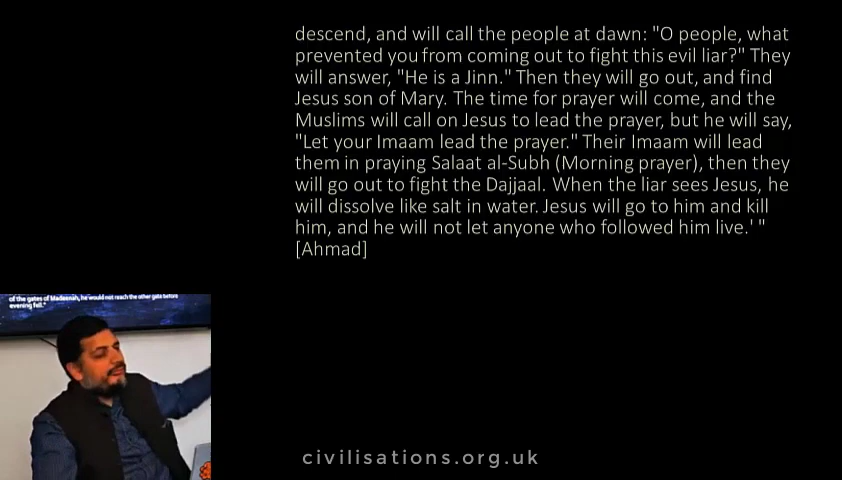 descend, and will call the people at dawn: "O people, what
prevented you from coming out to fight this evil liar?" They
will answer, "He is a Jinn." Then they will go out, and find
Jesus son of Mary. The time for prayer will come, and the
Muslims will call on Jesus to lead the prayer, but he will say,
"Let your Imaam lead the prayer." Their Imaam will lead
them in praying Salaat al-Subh (Morning prayer), then they
will go out to fight the Dajjaal. When the liar sees Jesus, he
will dissolve like salt in water. Jesus will go to him and kill
him, and he will not let anyone who followed him live.' "
[Ahmad]
of the gates of Madeenah, he would not reach the other gate before
evening fell."
civilisations.org.uk